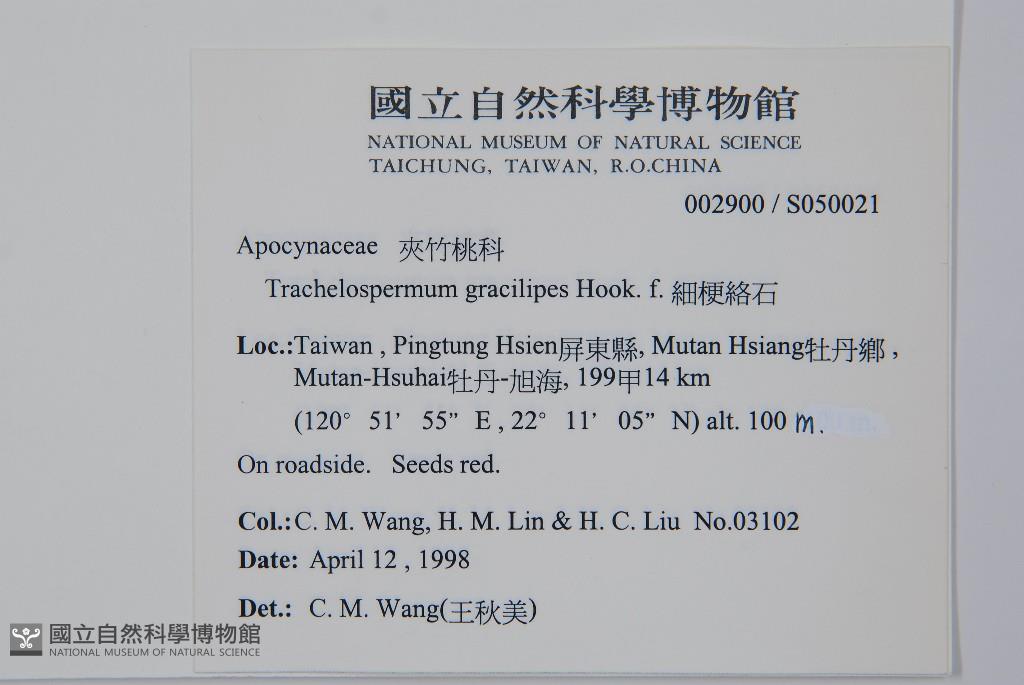 國立自然科學博物館
NATIONAL MUSEUM OF NATURAL SCIENCE
TAICHUNG, TAIWAN, R.O.CHINA
002900 / S050021
Apocynaceae 夾竹桃科
Trachelospermum gracilipes Hook. f. 細梗絡石
Loc.:Taiwan , Pingtung Hsien屏東縣, Mutan Hsiang牡丹鄉 ,
Mutan-Hsuhai牡丹-旭海, 199甲14 km
(120° 51’ 55” E , 22° 11’ 05” N) alt. 100 m.
On roadside. Seeds red.
Col.:C. M. Wang, H. M. Lin & H. C. Liu No.03102
Date: April 12 , 1998
Det.: C. M. Wang(王秋美)
國立自然科學博物館
NATIONAL MUSEUM OF NATURAL SCIENCE